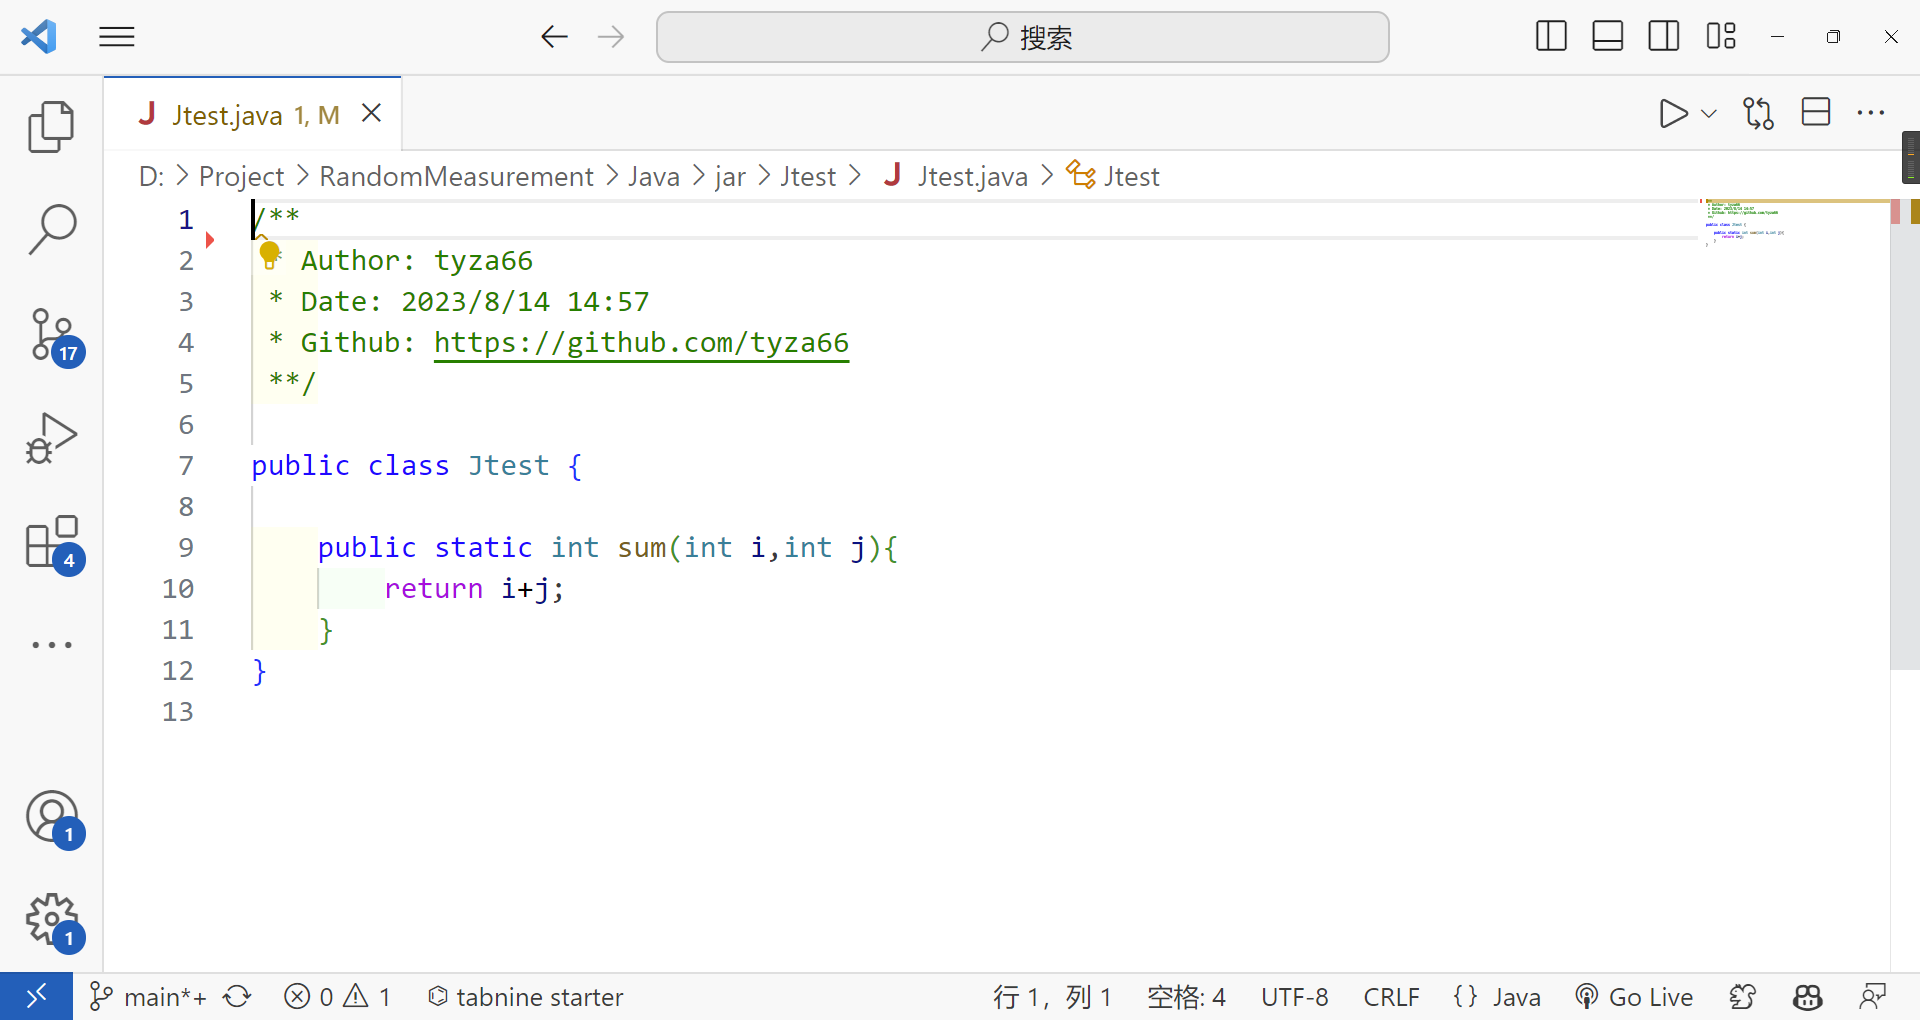 搜索
Jtest.java 1, M
D: > Project > RandomMeasurement > Java > jar > Jtest > J Jtest.java > Jtest
1 /**
2 * Author: tyza66
3 * Date: 2023/8/14 14:57
4 * Github: https://github.com/tyza66
5 **/
6
7 public class Jtest {
8
9 public static int sum(int i,int j){
10 return i+j;
11 }
12 }
13
17
4
1
1
main*+ 0 1 tabnine starter 行 1，列 1 空格: 4 UTF-8 CRLF {} Java Go Live